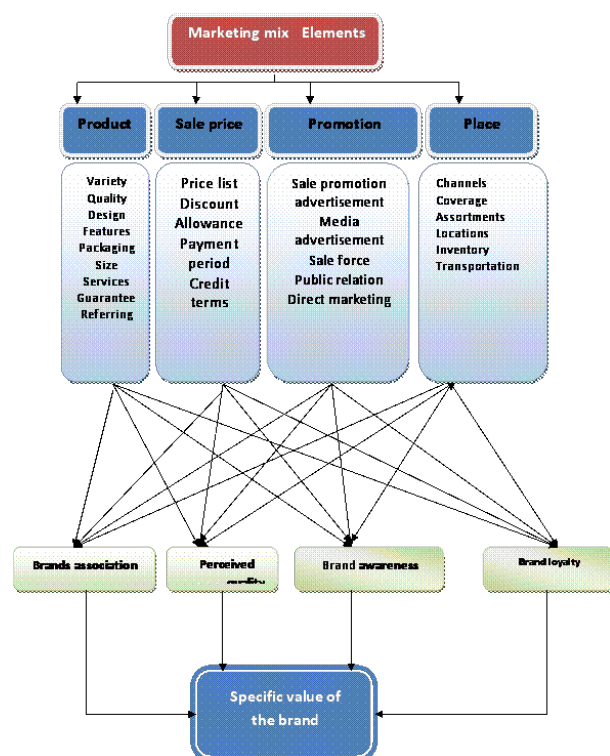 Marketing mix Elements
Product
Sale price
Promotion
Place
Variety
Quality
Design
Features
Packaging
Size
Services
Guarantee
Referring
Price list
Discount
Allowance
Payment
period
Credit
terms
Sale promotion
advertisement
Media
advertisement
Sale force
Public relation
Direct marketing
Channels
Coverage
Assortments
Locations
Inventory
Transportation
Brands association
Perceived
quality
Brand awareness
Brand loyalty
Specific value of
the brand